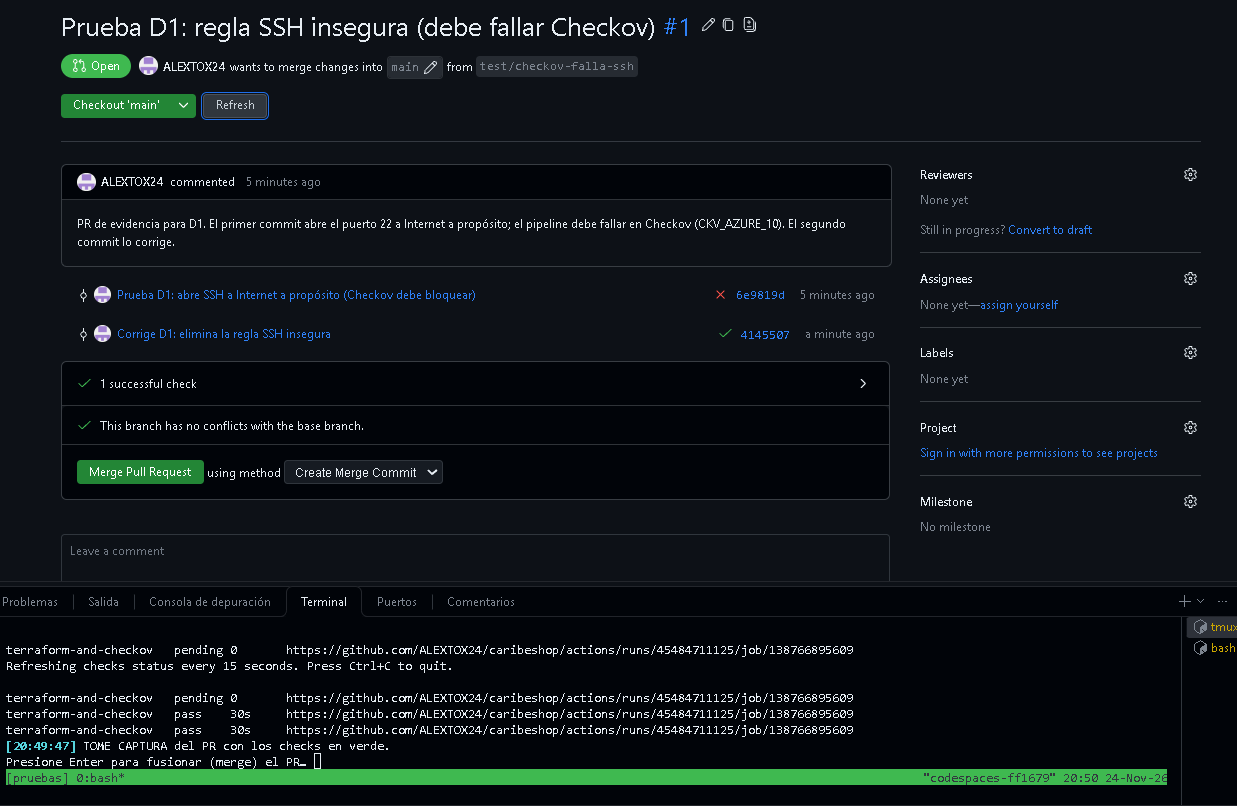 Prueba D1: regla SSH insegura (debe fallar Checkov) #1
Open ALEXTOX24 wants to merge changes into main from test/checkov-falla-ssh
Checkout 'main' Refresh
ALEXTOX24 commented 5 minutes ago
PR de evidencia para D1. El primer commit abre el puerto 22 a Internet a propósito; el pipeline debe fallar en Checkov (CKV_AZURE_10). El segundo
commit lo corrige.
Prueba D1: abre SSH a Internet a propósito (Checkov debe bloquear) 6e9819d 5 minutes ago
Corrige D1: elimina la regla SSH insegura 4145507 a minute ago
1 successful check
This branch has no conflicts with the base branch.
Merge Pull Request using method Create Merge Commit
Leave a comment
Reviewers
None yet
Still in progress? Convert to draft
Assignees
None yet—assign yourself
Labels
None yet
Project
Sign in with more permissions to see projects
Milestone
No milestone
Problemas Salida Consola de depuración Terminal Puertos Comentarios
terraform-and-checkov pending 0 https://github.com/ALEXTOX24/caribeshop/actions/runs/45484711125/job/138766895609
Refreshing checks status every 15 seconds. Press Ctrl+C to quit.
terraform-and-checkov pending 0 https://github.com/ALEXTOX24/caribeshop/actions/runs/45484711125/job/138766895609
terraform-and-checkov pass 30s https://github.com/ALEXTOX24/caribeshop/actions/runs/45484711125/job/138766895609
terraform-and-checkov pass 30s https://github.com/ALEXTOX24/caribeshop/actions/runs/45484711125/job/138766895609
[20:49:47] TOME CAPTURA del PR con los checks en verde.
Presione Enter para fusionar (merge) el PR…
[pruebas] 0:bash* "codespaces-ff1679" 20:50 24-Nov-26
tmux
bash